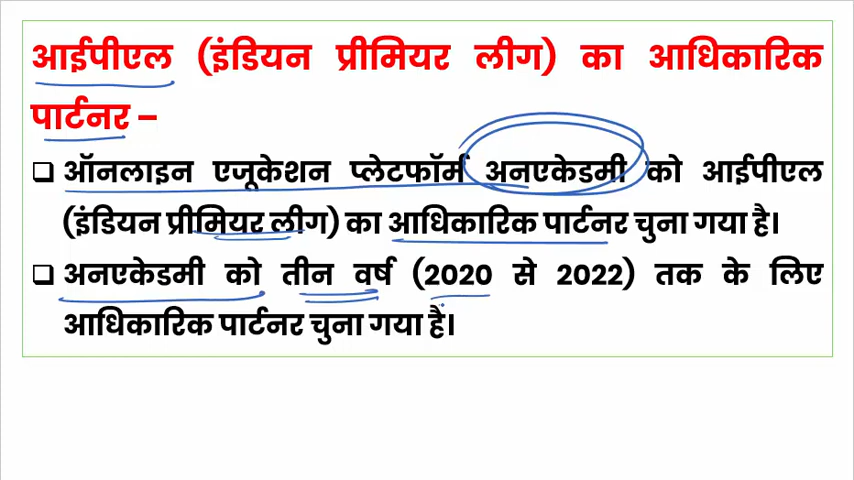 आईपीएल (इंडियन प्रीमियर लीग) का आधिकारिक
पार्टनर –
❑ ऑनलाइन एजूकेशन प्लेटफॉर्म अनएकेडमी को आईपीएल
(इंडियन प्रीमियर लीग) का आधिकारिक पार्टनर चुना गया है।
❑ अनएकेडमी को तीन वर्ष (2020 से 2022) तक के लिए
आधिकारिक पार्टनर चुना गया है।